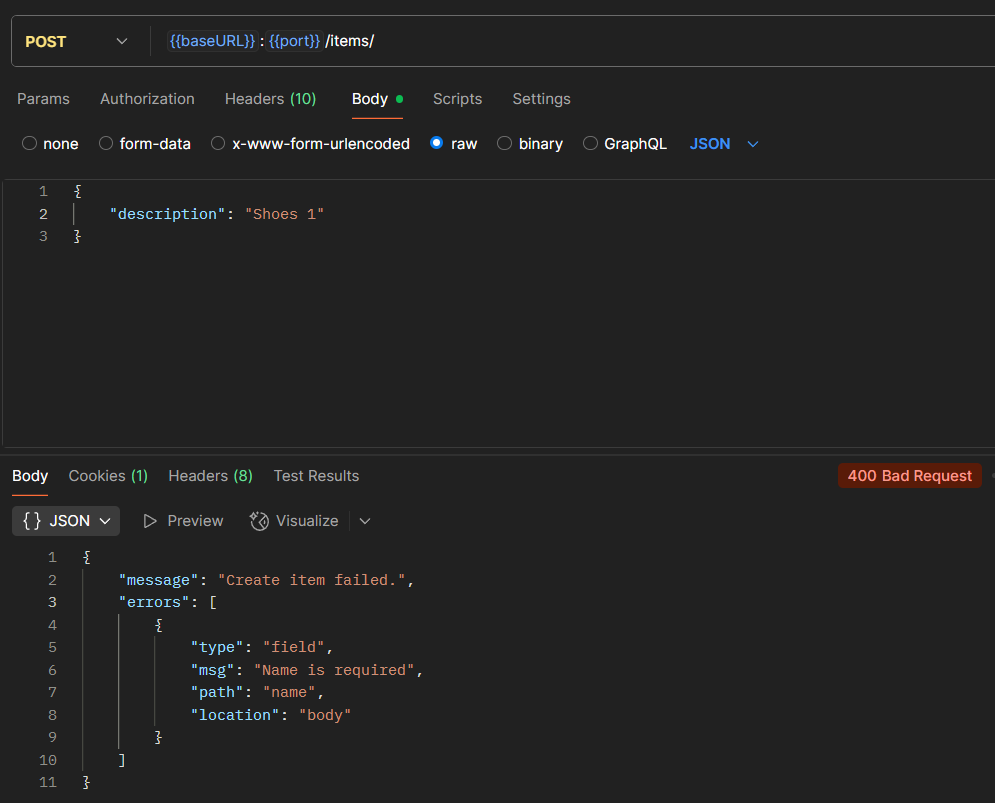 POST {{baseURL}} : {{port}} /items/
Params Authorization Headers (10) Body Scripts Settings
none form-data x-www-form-urlencoded raw binary GraphQL JSON
1 {
2 "description": "Shoes 1"
3 }
Body Cookies (1) Headers (8) Test Results 400 Bad Request
{} JSON Preview Visualize
1 {
2 "message": "Create item failed.",
3 "errors": [
4 {
5 "type": "field",
6 "msg": "Name is required",
7 "path": "name",
8 "location": "body"
9 }
10 ]
11 }